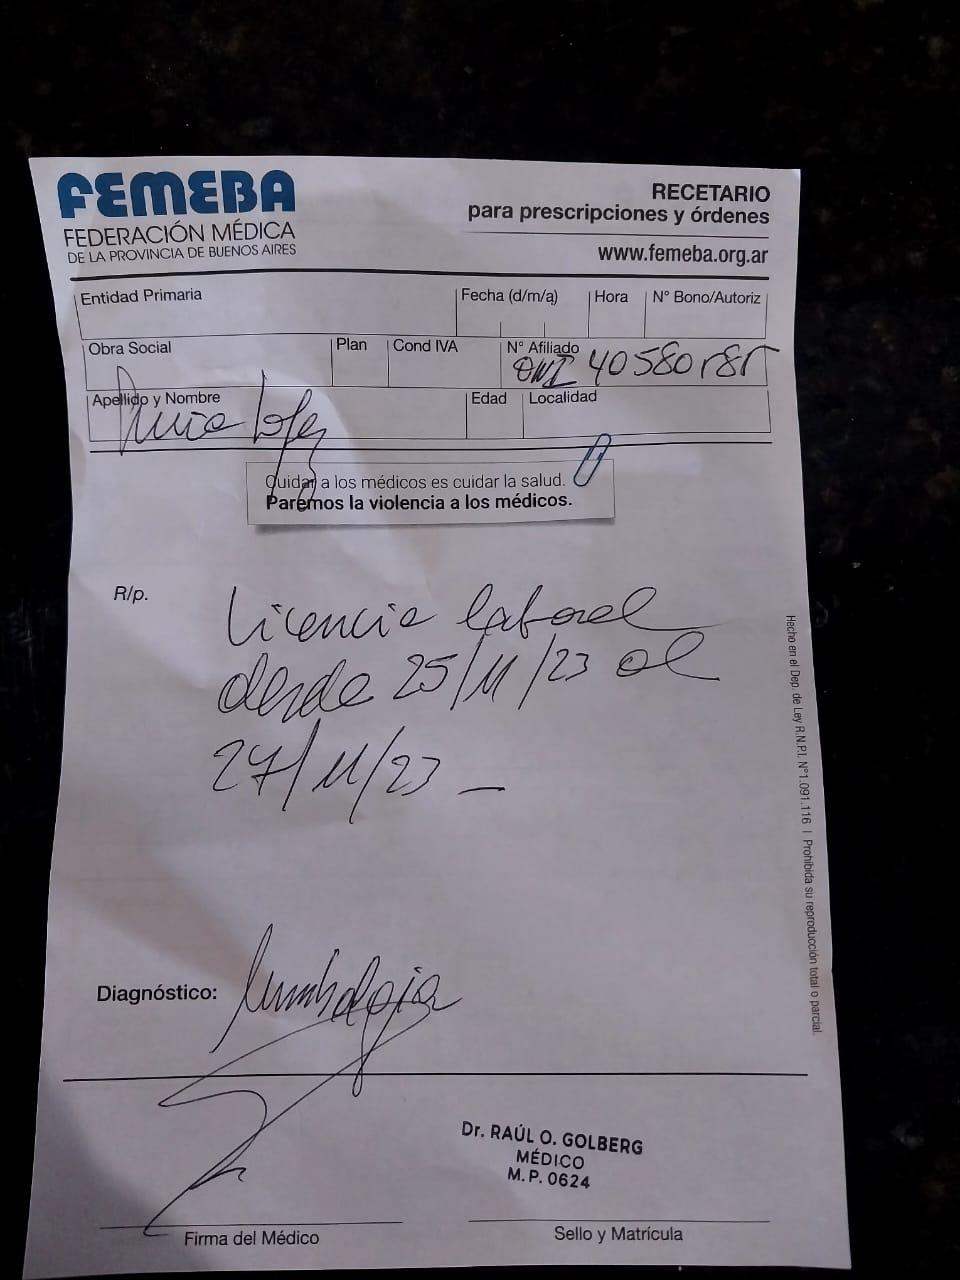 FEMEBA
FEDERACIÓN MÉDICA
DE LA PROVINCIA DE BUENOS AIRES
RECETARIO
para prescripciones y órdenes
www.femeba.org.ar
Entidad Primaria
Fecha (d/m/a)
Hora
N° Bono/Autoriz
Obra Social
Plan
Cond IVA
N° Afiliado
DNI 40580185
Apellido y Nombre
Edad
Localidad
Cuidar a los médicos es cuidar la salud.
Paremos la violencia a los médicos.
R/p.
Licencia laboral
desde 25/11/23 al
27/11/23 _
Diagnóstico: Lumbalgia
Dr. RAÚL O. GOLBERG
MÉDICO
M.P. 0624
Firma del Médico
Sello y Matrícula
Hecho en el Dep. de Ley R.N.P.I. N°1.091.116 | Prohibida su reproducción total o parcial.